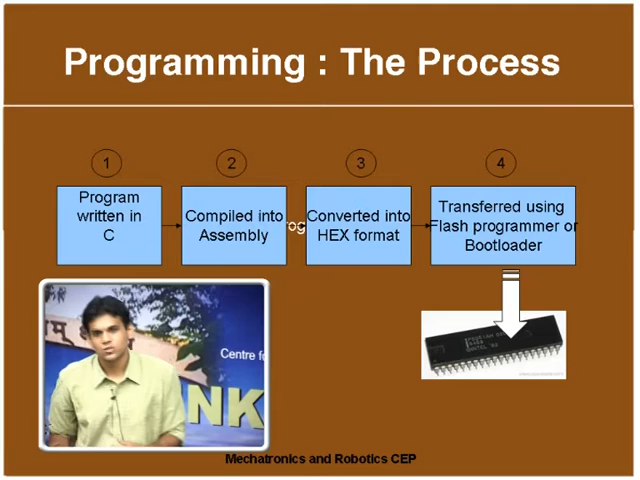 Programming : The Process
1
2
3
4
Program
written in
C
Compiled into
Assembly
rog
Converted into
HEX format
Transferred using
Flash programmer or
Bootloader
Centre f
NK
Mechatronics and Robotics CEP